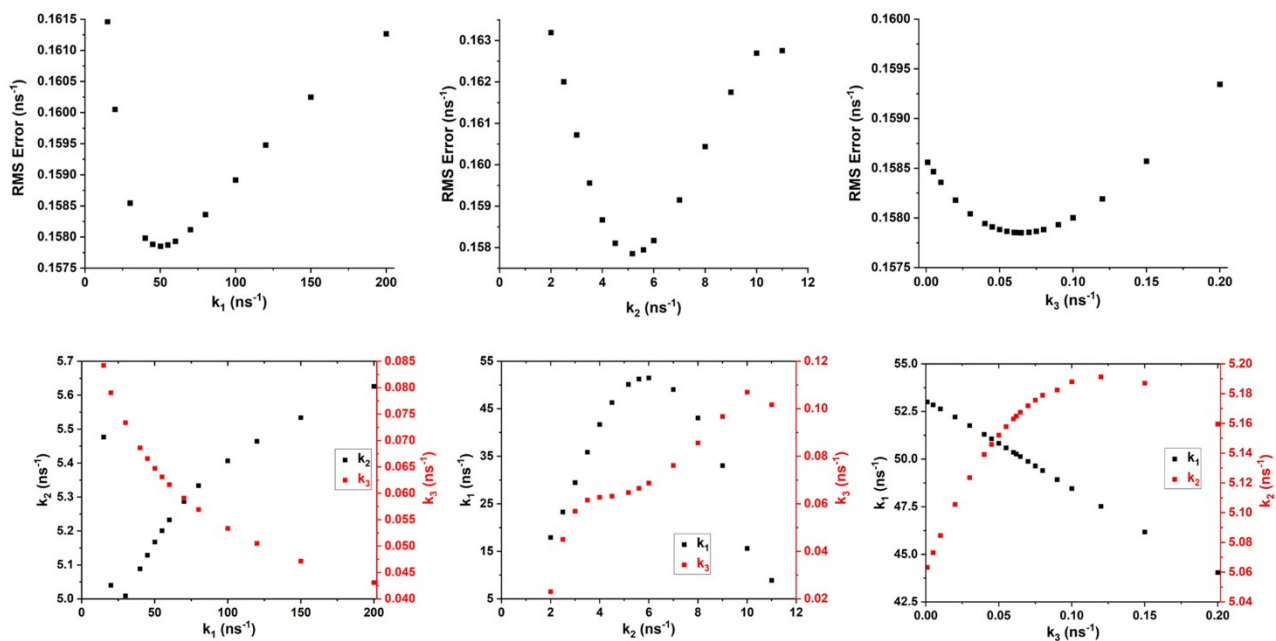 0.1615
0.1610
0.1605
0.1600
0.1595
0.1590
0.1585
0.1580
0.1575
RMS Error (ns⁻¹)
0 50 100 150 200
k₁ (ns⁻¹)
0.163
0.162
0.161
0.160
0.159
0.158
RMS Error (ns⁻¹)
0 2 4 6 8 10 12
k₂ (ns⁻¹)
0.1600
0.1595
0.1590
0.1585
0.1580
0.1575
RMS Error (ns⁻¹)
0.00 0.05 0.10 0.15 0.20
k₃ (ns⁻¹)
5.7
5.6
5.5
5.4
5.3
5.2
5.1
5.0
k₂ (ns⁻¹)
0 50 100 150 200
k₁ (ns⁻¹)
0.085
0.080
0.075
0.070
0.065
0.060
0.055
0.050
0.045
0.040
k₃ (ns⁻¹)
k₂
k₃
55
45
35
25
15
5
k₁ (ns⁻¹)
0 2 4 6 8 10 12
k₂ (ns⁻¹)
0.12
0.10
0.08
0.06
0.04
0.02
k₃ (ns⁻¹)
k₁
k₃
55.0
52.5
50.0
47.5
45.0
42.5
k₁ (ns⁻¹)
0.00 0.05 0.10 0.15 0.20
k₃ (ns⁻¹)
5.20
5.18
5.16
5.14
5.12
5.10
5.08
5.06
5.04
k₂ (ns⁻¹)
k₁
k₂